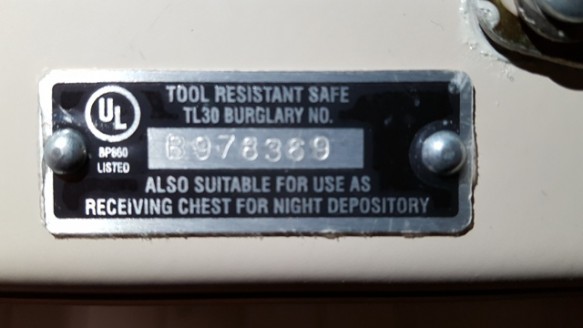 TOOL RESISTANT SAFE
TL30 BURGLARY NO.
UL
B978389
BP860
LISTED
ALSO SUITABLE FOR USE AS
RECEIVING CHEST FOR NIGHT DEPOSITORY